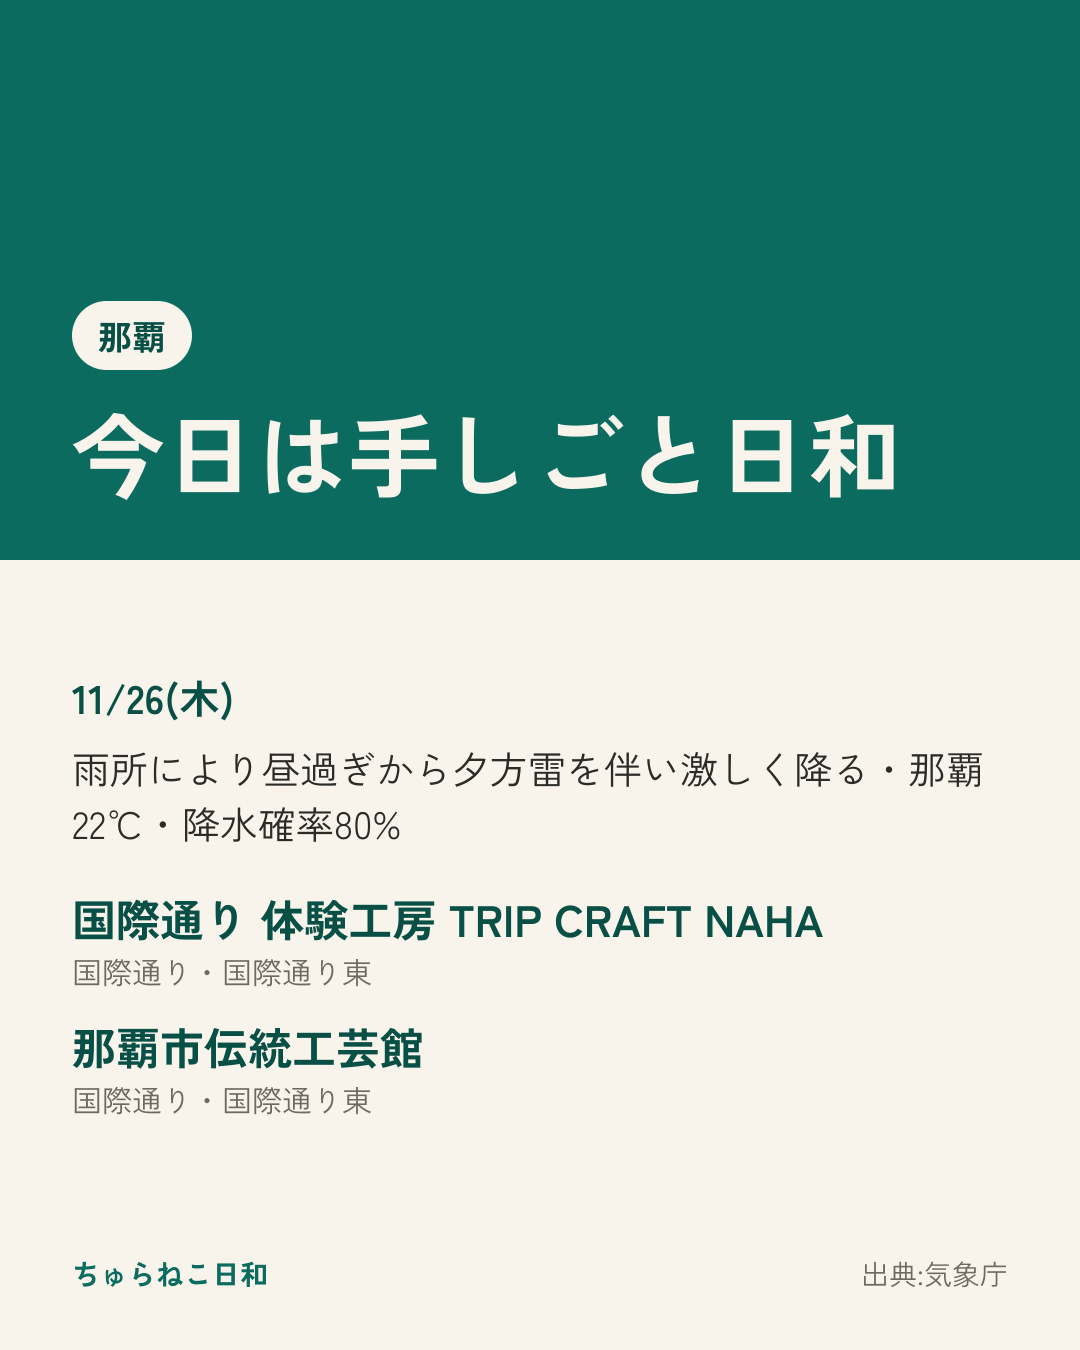 那覇
今日は手しごと日和
11/26(木)
雨所により昼過ぎから夕方雷を伴い激しく降る・那覇
22℃・降水確率80%
国際通り 体験工房 TRIP CRAFT NAHA
国際通り・国際通り東
那覇市伝統工芸館
国際通り・国際通り東
ちゅらねこ日和
出典:気象庁